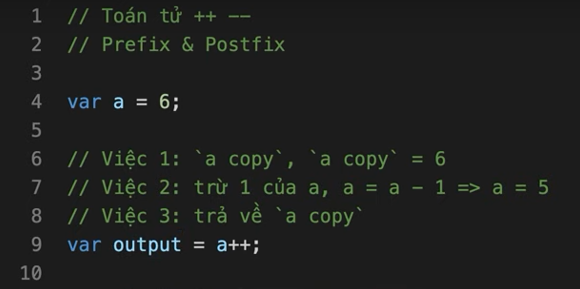 1 // Toán tử ++ --
2 // Prefix & Postfix
3
4 var a = 6;
5
6 // Việc 1: `a copy`, `a copy` = 6
7 // Việc 2: trừ 1 của a, a = a - 1 => a = 5
8 // Việc 3: trả về `a copy`
9 var output = a++;
10